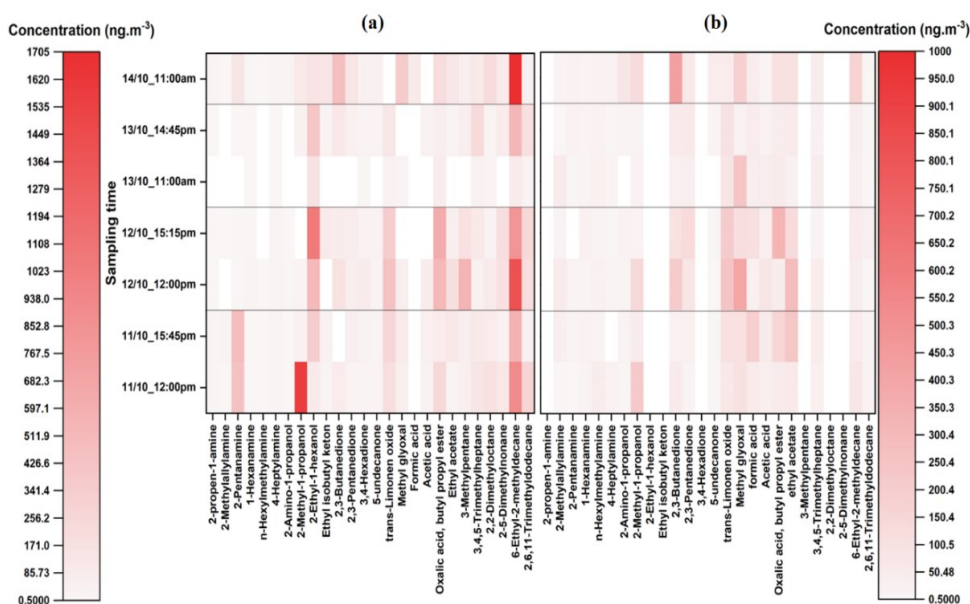 (a)
(b)
Concentration (ng.m-3)
Concentration (ng.m-3)
1705
1620
1535
1449
1364
1279
1194
1108
1023
938.0
852.8
767.5
682.3
597.1
511.9
426.6
341.4
256.2
171.0
85.73
0.5000
Sampling time
14/10_11:00am
13/10_14:45pm
13/10_11:00am
12/10_15:15pm
12/10_12:00pm
11/10_15:45pm
11/10_12:00pm
2-propen-1-amine
2-Methylallylamine
2-Pentanamine
1-Hexanamine
n-Hexylmethylamine
4-Heptylamine
2-Amino-1-propanol
2-Methyl-1-propanol
2-Ethyl-1-hexanol
Ethyl isobutyl keton
2,3-Butanedione
2,3-Pentanedione
3,4-Hexadione
5-undecanone
trans-Limonen oxide
Methyl glyoxal
Formic acid
Acetic acid
Oxalic acid, butyl propyl ester
Ethyl acetate
3-Methylpentane
3,4,5-Trimethylheptane
2,2-Dimethyloctane
2-5-Dimethylnonane
6-Ethyl-2-methyldecane
2,6,11-Trimethyldodecane
2-propen-1-amine
2-Methylallylamine
2-Pentanamine
1-Hexanamine
n-Hexylmethylamine
4-Heptylamine
2-Amino-1-propanol
2-Methyl-1-propanol
2-Ethyl-1-hexanol
Ethyl isobutyl keton
2,3-Butanedione
2,3-Pentanedione
3,4-Hexadione
5-undecanone
trans-Limonen oxide
Methyl glyoxal
formic acid
Acetic acid
Oxalic acid, butyl propyl ester
ethyl acetate
3-Methylpentane
3,4,5-Trimethylheptane
2,2-Dimethyloctane
2-5-Dimethylnonane
6-Ethyl-2-methyldecane
2,6,11-Trimethyldodecane
1000
950.0
900.1
850.1
800.1
750.1
700.2
650.2
600.2
550.2
500.3
450.3
400.3
350.3
300.4
250.4
200.4
150.4
100.5
50.48
0.5000